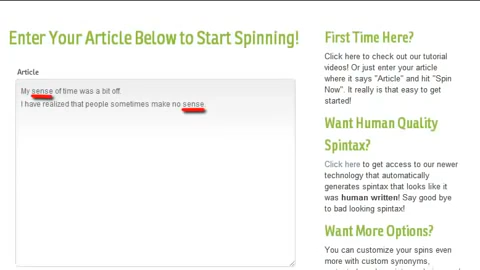 Enter Your Article Below to Start Spinning!
Article
My sense of time was a bit off.
I have realized that people sometimes make no sense
First Time Here?
Click here to check out our tutorial
videos! Or just enter your article
where it says "Article" and hit "Spin
Now". It really is that easy to get
started!
Want Human Quality
Spintax?
Click here to get access to our newer
technology that automatically
generates spintax that looks like it
was human written! Say good bye
to bad looking spintax!
Want More Options?
You can customize your spins even
more with custom synonyms,